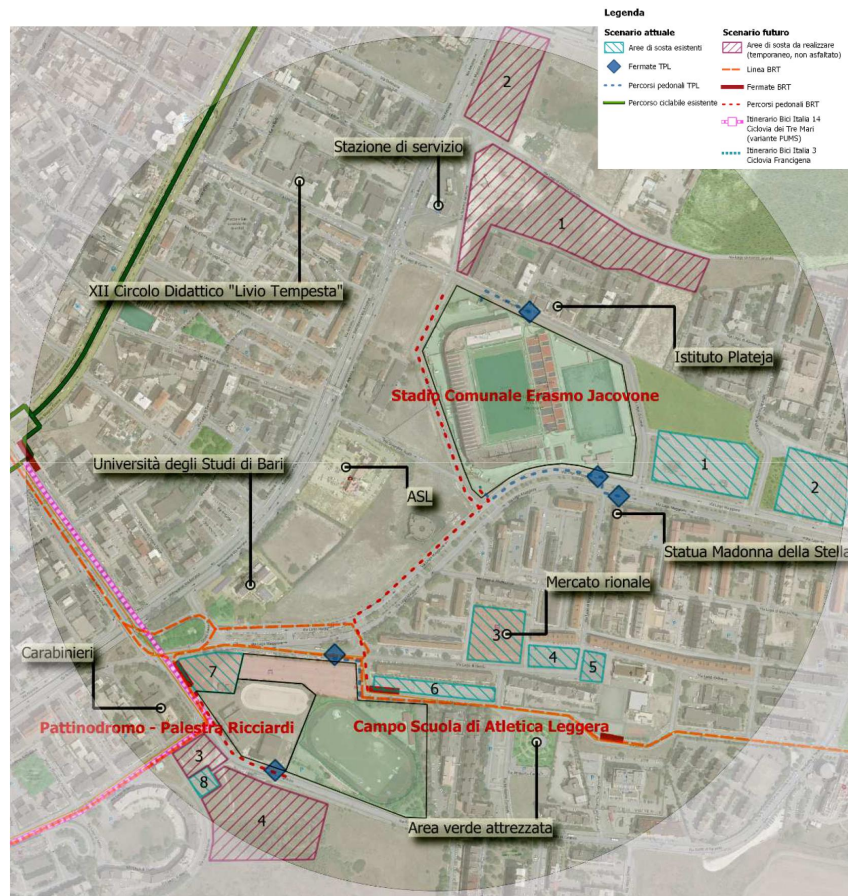 Legenda
Scenario attuale
Aree di sosta esistenti
Fermate TPL
Percorsi pedonali TPL
Percorso ciclabile esistente
Scenario futuro
Aree di sosta da realizzare
(temporaneo, non asfaltato)
Linea BRT
Fermate BRT
Percorsi pedonali BRT
Itinerario Bici Italia 14
Ciclovia dei Tre Mari
(variante PUMS)
Itinerario Bici Italia 3
Ciclovia Francigena
2
Stazione di servizio
1
XII Circolo Didattico "Livio Tempesta"
Istituto Plateja
Stadio Comunale Erasmo Jacovone
Università degli Studi di Bari
ASL
1
2
Statua Madonna della Stella
Mercato rionale
3
4
5
Carabinieri
7
6
Pattinodromo - Palestra Ricciardi
Campo Scuola di Atletica Leggera
3
8
4
Area verde attrezzata